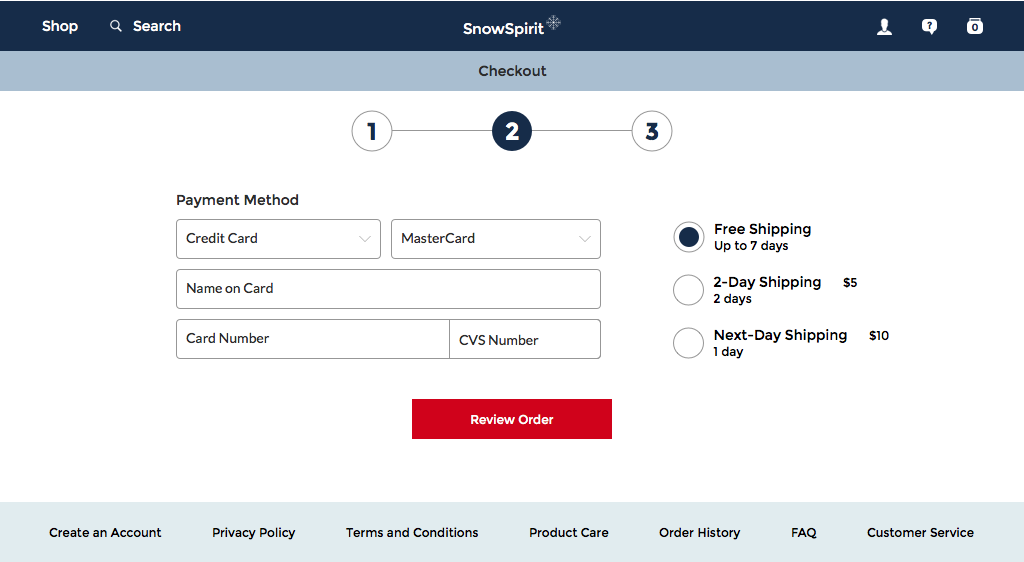 Shop
Search
SnowSpirit
?
0
Checkout
1
2
3
Payment Method
Credit Card
MasterCard
Name on Card
Card Number
CVS Number
Free Shipping
Up to 7 days
2-Day Shipping $5
2 days
Next-Day Shipping $10
1 day
Review Order
Create an Account
Privacy Policy
Terms and Conditions
Product Care
Order History
FAQ
Customer Service